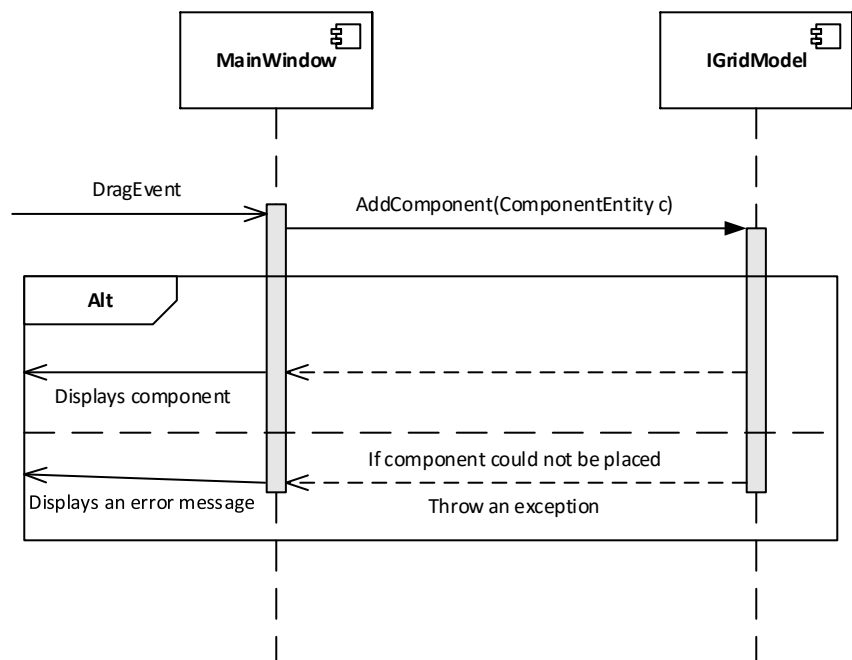 MainWindow
IGridModel
DragEvent
AddComponent(ComponentEntity c)
Alt
Displays component
If component could not be placed
Displays an error message
Throw an exception